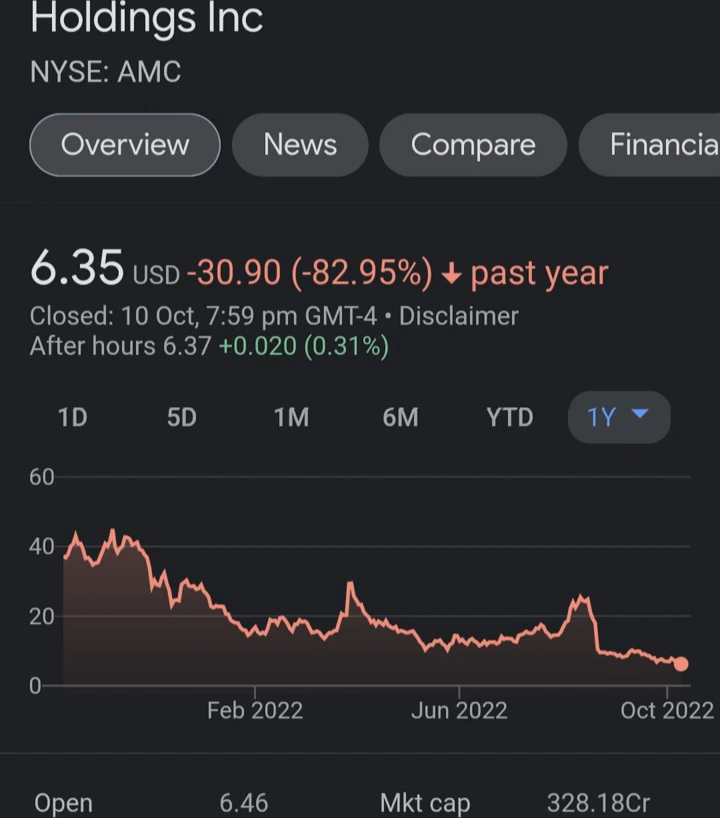 Holdings Inc
NYSE: AMC
Overview News Compare Financia
6.35 USD -30.90 (-82.95%) ↓ past year
Closed: 10 Oct, 7:59 pm GMT-4 • Disclaimer
After hours 6.37 +0.020 (0.31%)
1D 5D 1M 6M YTD 1Y
60
40
20
0
Feb 2022 Jun 2022 Oct 2022
Open 6.46 Mkt cap 328.18Cr